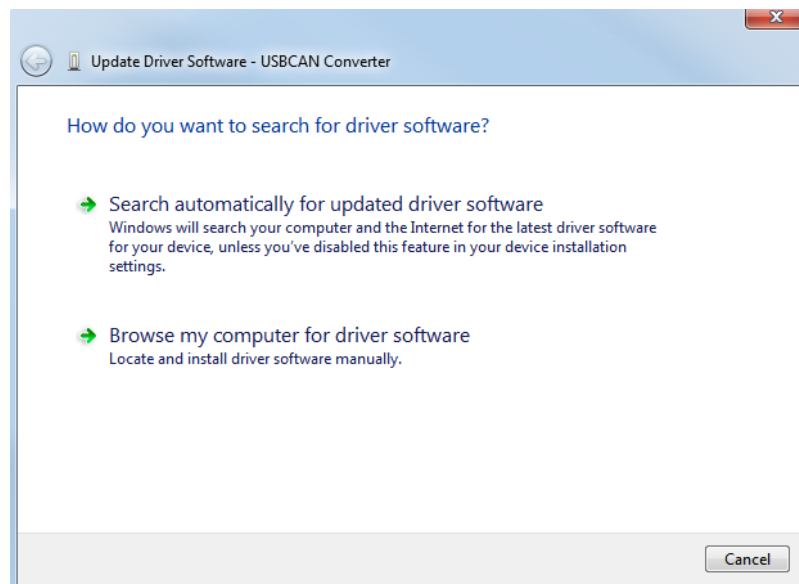 Update Driver Software - USBCAN Converter
How do you want to search for driver software?
Search automatically for updated driver software
Windows will search your computer and the Internet for the latest driver software
for your device, unless you've disabled this feature in your device installation
settings.
Browse my computer for driver software
Locate and install driver software manually.
Cancel